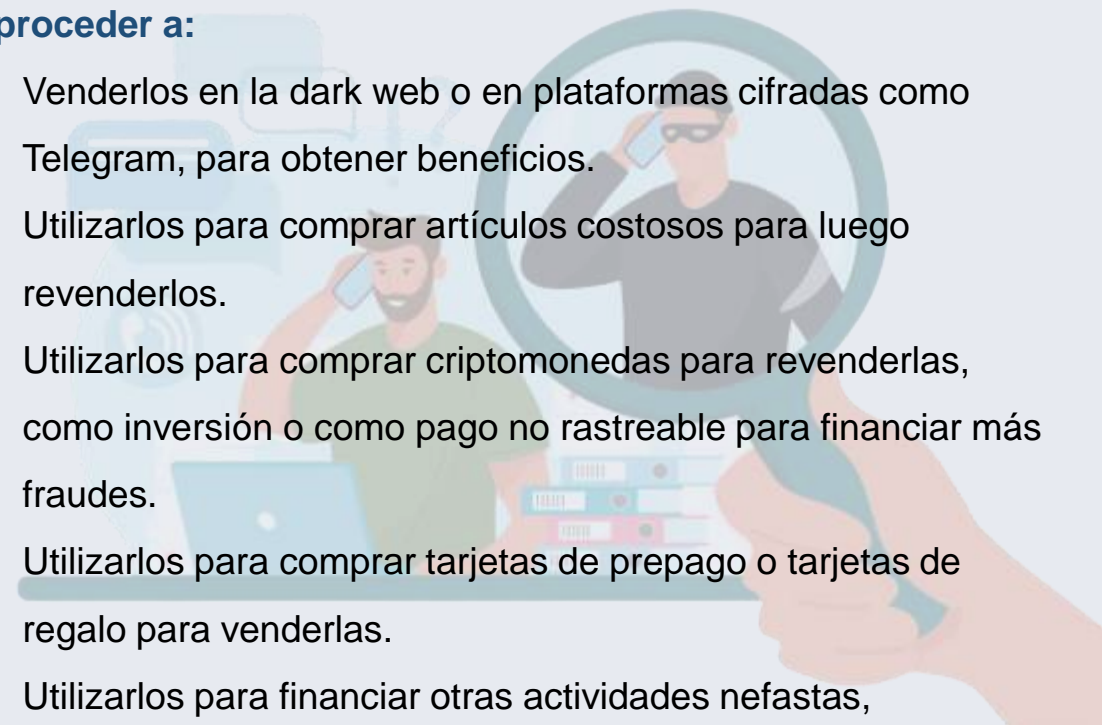 proceder a:
Venderlos en la dark web o en plataformas cifradas como
Telegram, para obtener beneficios.
Utilizarlos para comprar artículos costosos para luego
revenderlos.
Utilizarlos para comprar criptomonedas para revenderlas,
como inversión o como pago no rastreable para financiar más
fraudes.
Utilizarlos para comprar tarjetas de prepago o tarjetas de
regalo para venderlas.
Utilizarlos para financiar otras actividades nefastas,